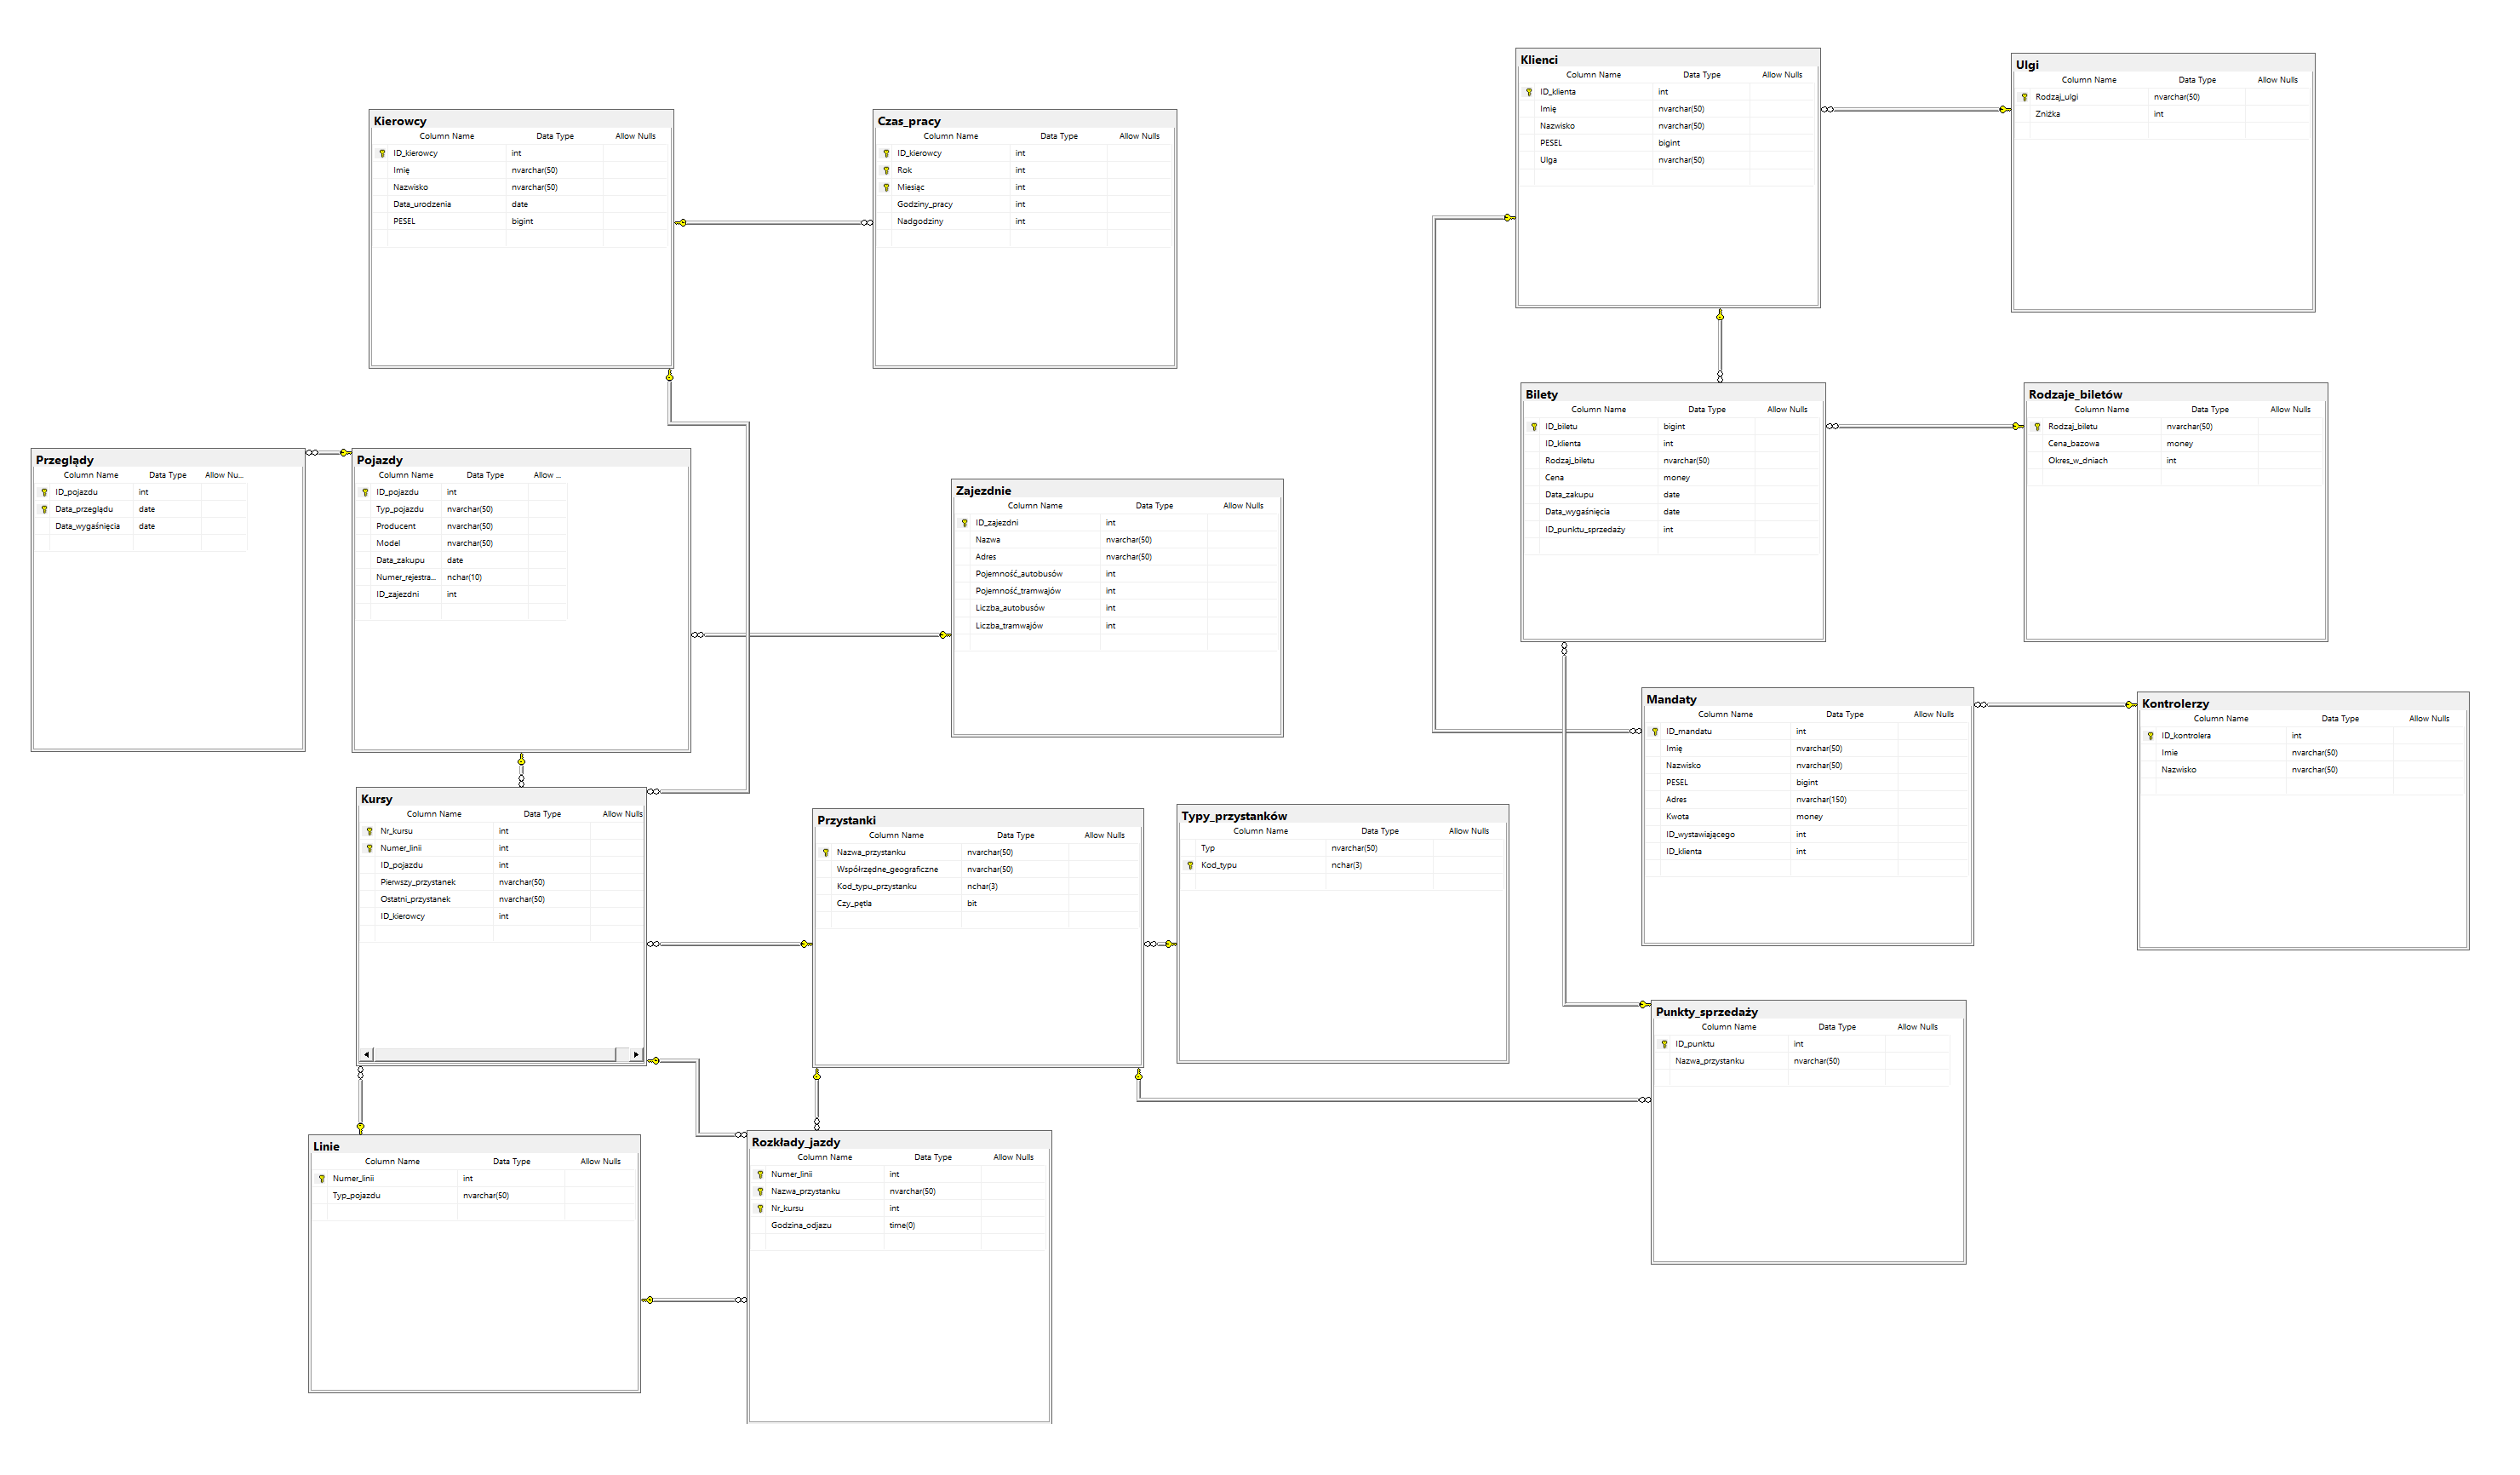 Kierowcy
Column Name Data Type Allow Nulls
ID_kierowcy int
Imię nvarchar(50)
Nazwisko nvarchar(50)
Data_urodzenia date
PESEL bigint
Czas_pracy
Column Name Data Type Allow Nulls
ID_kierowcy int
Rok int
Miesiąc int
Godziny_pracy int
Nadgodziny int
Klienci
Column Name Data Type Allow Nulls
ID_klienta int
Imię nvarchar(50)
Nazwisko nvarchar(50)
PESEL bigint
Ulga nvarchar(50)
Ulgi
Column Name Data Type Allow Nulls
Rodzaj_ulgi nvarchar(50)
Zniżka int
Przeglądy
Column Name Data Type Allow Nu...
ID_pojazdu int
Data_przeglądu date
Data_wygaśnięcia date
Pojazdy
Column Name Data Type Allow ...
ID_pojazdu int
Typ_pojazdu nvarchar(50)
Producent nvarchar(50)
Model nvarchar(50)
Data_zakupu date
Numer_rejestra... nchar(10)
ID_zajezdni int
Zajezdnie
Column Name Data Type Allow Nulls
ID_zajezdni int
Nazwa nvarchar(50)
Adres nvarchar(50)
Pojemność_autobusów int
Pojemność_tramwajów int
Liczba_autobusów int
Liczba_tramwajów int
Bilety
Column Name Data Type Allow Nulls
ID_biletu bigint
ID_klienta int
Rodzaj_biletu nvarchar(50)
Cena money
Data_zakupu date
Data_wygaśnięcia date
ID_punktu_sprzedaży int
Rodzaje_biletów
Column Name Data Type Allow Nulls
Rodzaj_biletu nvarchar(50)
Cena_bazowa money
Okres_w_dniach int
Mandaty
Column Name Data Type Allow Nulls
ID_mandatu int
Imię nvarchar(50)
Nazwisko nvarchar(50)
PESEL bigint
Adres nvarchar(150)
Kwota money
ID_wystawiającego int
ID_klienta int
Kontrolerzy
Column Name Data Type Allow Nulls
ID_kontrolera int
Imie nvarchar(50)
Nazwisko nvarchar(50)
Kursy
Column Name Data Type Allow Nulls
Nr_kursu int
Numer_linii int
ID_pojazdu int
Pierwszy_przystanek nvarchar(50)
Ostatni_przystanek nvarchar(50)
ID_kierowcy int
Przystanki
Column Name Data Type Allow Nulls
Nazwa_przystanku nvarchar(50)
Współrzędne_geograficzne nvarchar(50)
Kod_typu_przystanku nchar(3)
Czy_pętla bit
Typy_przystanków
Column Name Data Type Allow Nulls
Typ nvarchar(50)
Kod_typu nchar(3)
Punkty_sprzedaży
Column Name Data Type Allow Nulls
ID_punktu int
Nazwa_przystanku nvarchar(50)
Linie
Column Name Data Type Allow Nulls
Numer_linii int
Typ_pojazdu nvarchar(50)
Rozkłady_jazdy
Column Name Data Type Allow Nulls
Numer_linii int
Nazwa_przystanku nvarchar(50)
Nr_kursu int
Godzina_odjazu time(0)